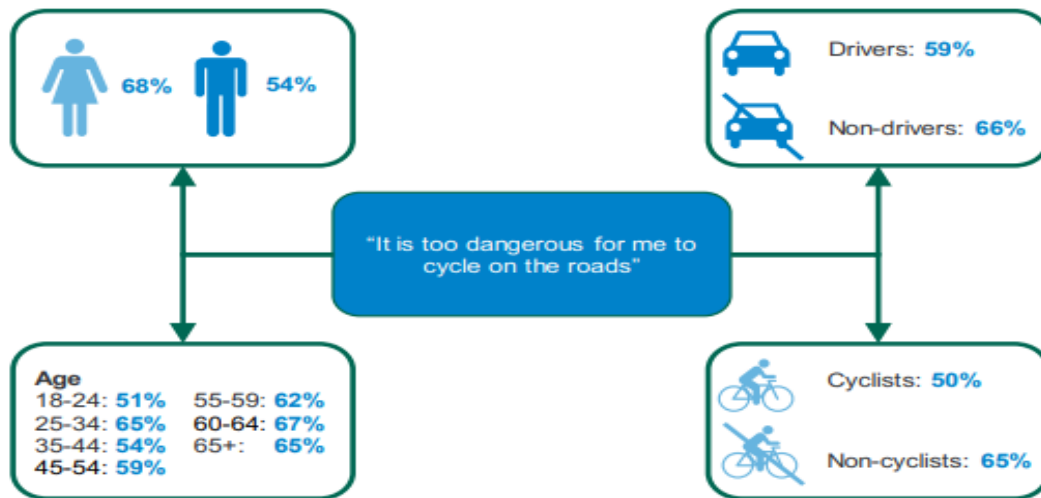 68% 54%
Drivers: 59%
Non-drivers: 66%
“It is too dangerous for me to
cycle on the roads”
Age
18-24: 51% 55-59: 62%
25-34: 65% 60-64: 67%
35-44: 54% 65+: 65%
45-54: 59%
Cyclists: 50%
Non-cyclists: 65%